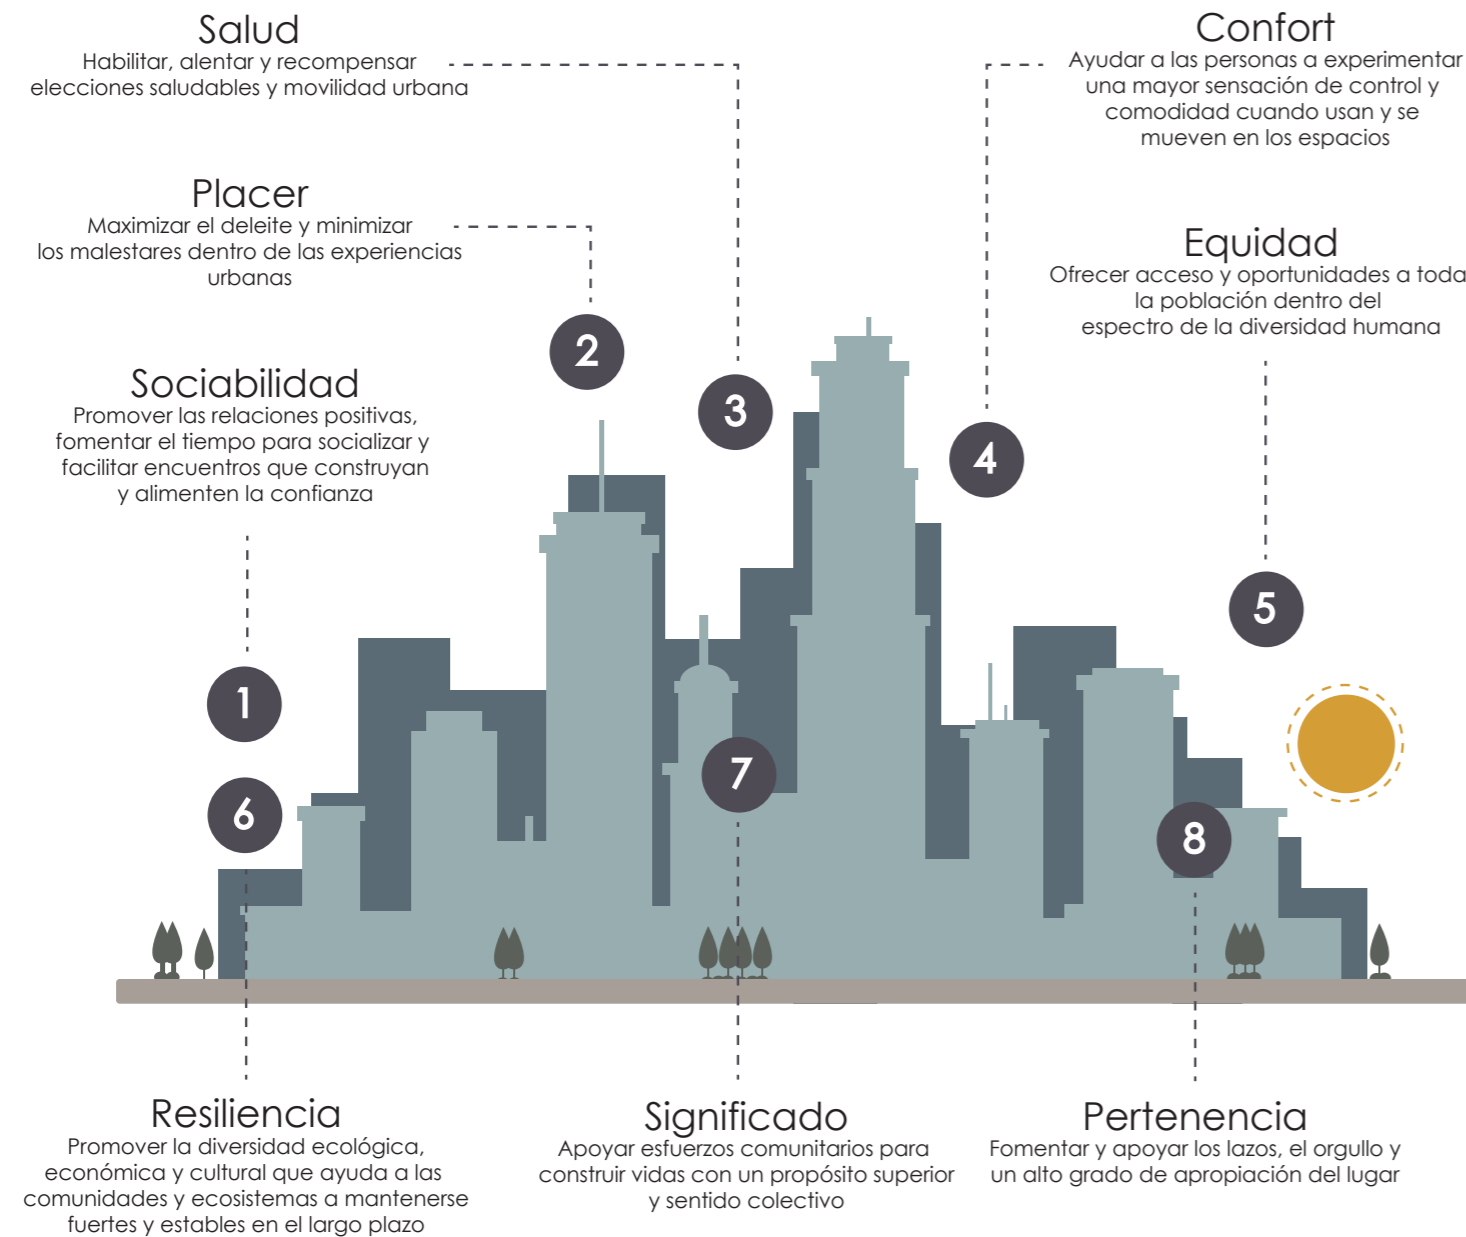 Salud
Habilitar, alentar y recompensar
elecciones saludables y movilidad urbana
Confort
Ayudar a las personas a experimentar
una mayor sensación de control y
comodidad cuando usan y se
mueven en los espacios
Placer
Maximizar el deleite y minimizar
los malestares dentro de las experiencias
urbanas
Equidad
Ofrecer acceso y oportunidades a toda
la población dentro del
espectro de la diversidad humana
Sociabilidad
Promover las relaciones positivas,
fomentar el tiempo para socializar y
facilitar encuentros que construyan
y alimenten la confianza
2
3
4
5
1
6
7
8
Resiliencia
Promover la diversidad ecológica,
económica y cultural que ayuda a las
comunidades y ecosistemas a mantenerse
fuertes y estables en el largo plazo
Significado
Apoyar esfuerzos comunitarios para
construir vidas con un propósito superior
y sentido colectivo
Pertenencia
Fomentar y apoyar los lazos, el orgullo y
un alto grado de apropiación del lugar